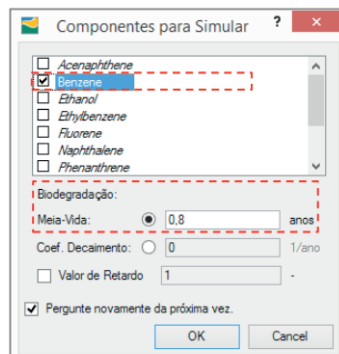 Componentes para Simular ? ×
Acenaphthene
Benzene
Ethanol
Ethylbenzene
Fluorene
Naphthalene
Phenanthrene
Biodegradação:
Meia-Vida: 0,8 anos
Coef. Decaimento: 0 1/ano
Valor de Retardo 1 -
Pergunte novamente da próxima vez.
OK Cancel